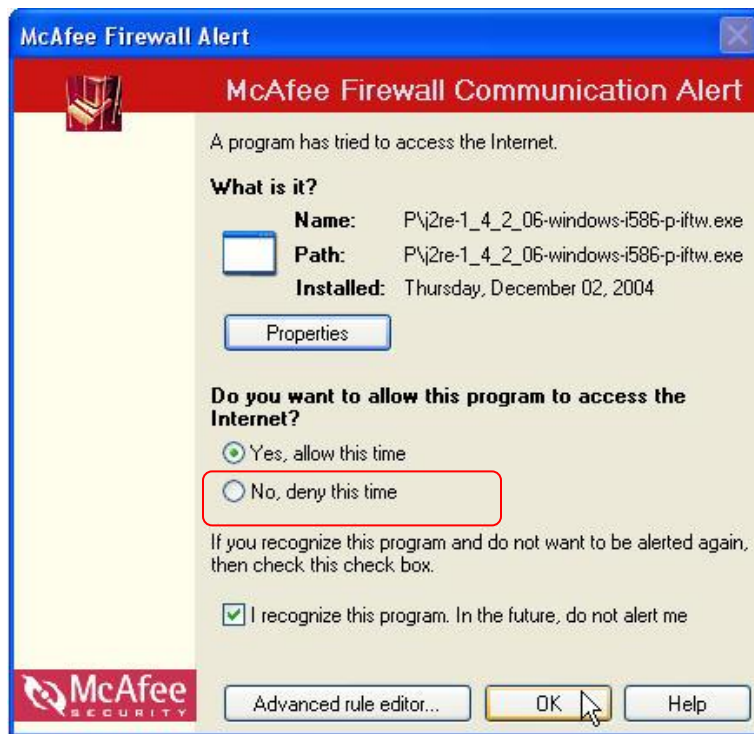 McAfee Firewall Alert
McAfee Firewall Communication Alert
A program has tried to access the Internet.
What is it?
Name: P\j2re-1_4_2_06-windows-i586-p-iftw.exe
Path: P\j2re-1_4_2_06-windows-i586-p-iftw.exe
Installed: Thursday, December 02, 2004
Properties
Do you want to allow this program to access the
Internet?
Yes, allow this time
No, deny this time
If you recognize this program and do not want to be alerted again,
then check this check box.
I recognize this program. In the future, do not alert me
McAfee
SECURITY
Advanced rule editor...
OK
Help